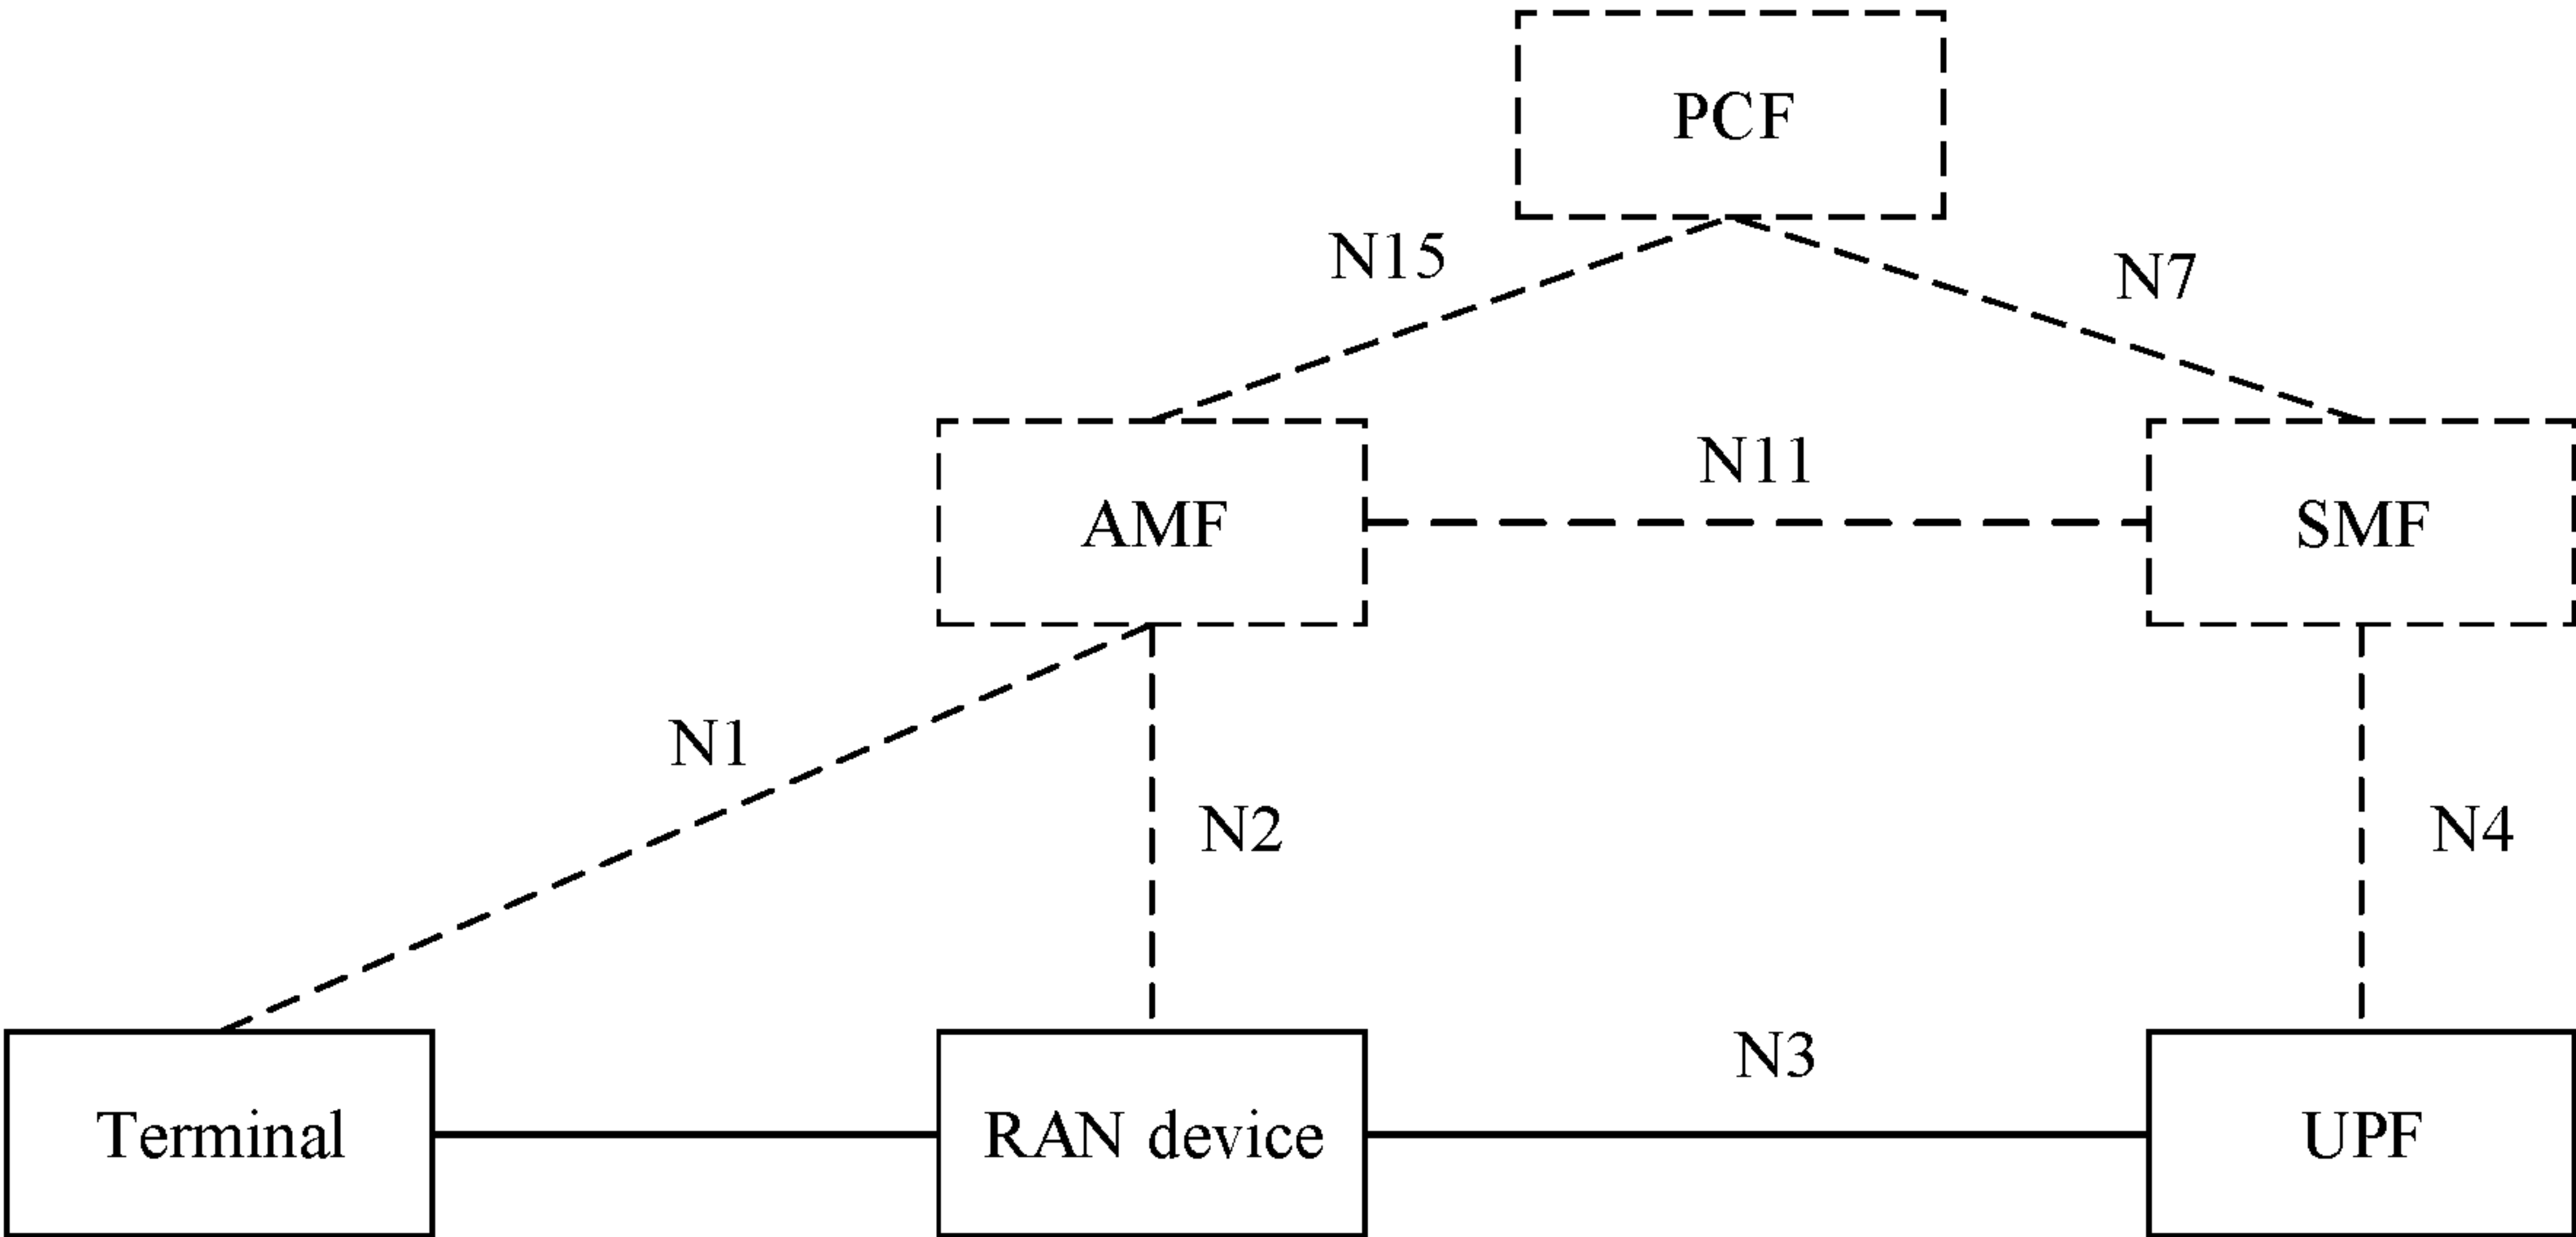 PCF
N15
N7
N11
AMF
SMF
N1
N2
N4
N3
Terminal
RAN device
UPF